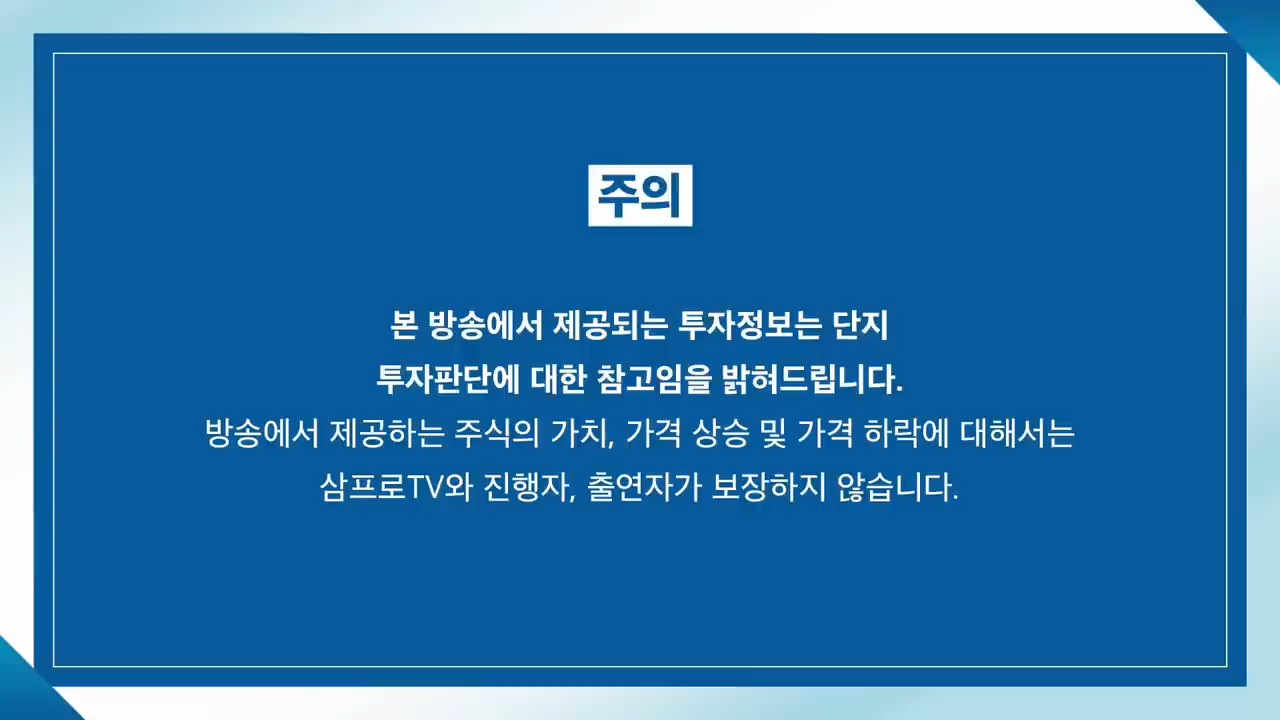 주의
본 방송에서 제공되는 투자정보는 단지
투자판단에 대한 참고임을 밝혀드립니다.
방송에서 제공하는 주식의 가치, 가격 상승 및 가격 하락에 대해서는
삼프로TV와 진행자, 출연자가 보장하지 않습니다.